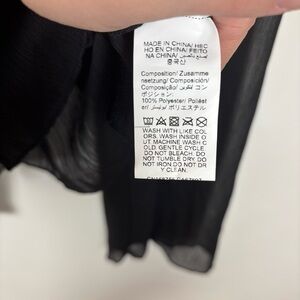 MADE IN CHINA/ HEC
HO EN CHINA/ FEITO
NA CHINA/ صنع في الصين
중국산
Composition/ Zusamme
nsetzung/ Composición/
Composição/ تكوين/ コン
ポジション:
100% Polyester/ Poliést
er/ بوليستر/ ポリエステル
WASH WITH LIKE COL
ORS. WASH INSIDE O
UT. MACHINE WASH C
OLD. GENTLE CYCLE.
DO NOT BLEACH. DO
NOT TUMBLE DRY. DO
NOT IRON DO NOT DR
Y CLEAN